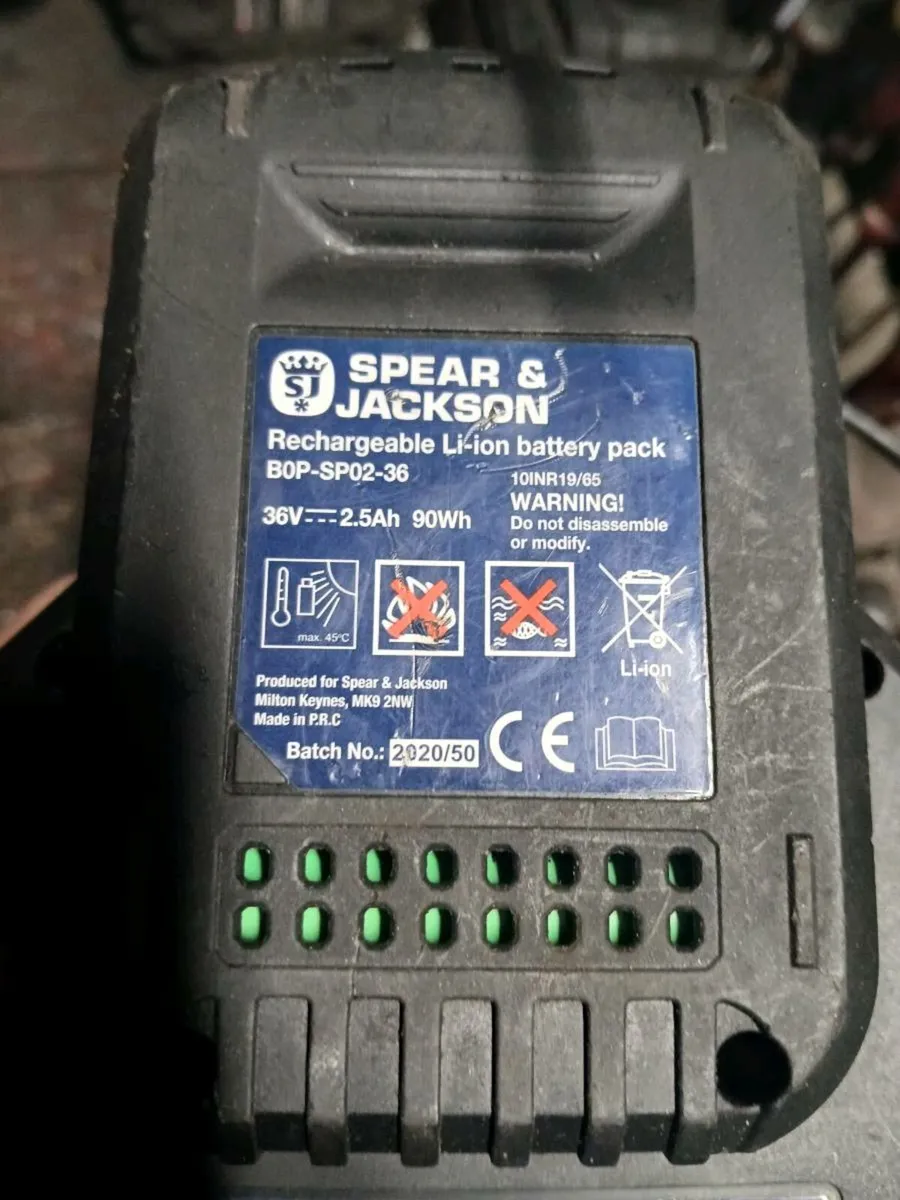 SJ
SPEAR &
JACKSON
Rechargeable Li-ion battery pack
B0P-SP02-36
10INR19/65
WARNING!
Do not disassemble
or modify.
36V 2.5Ah 90Wh
max. 45°C
Li-ion
Produced for Spear & Jackson
Milton Keynes, MK9 2NW
Made in P.R.C
Batch No.: 2020/50
CE